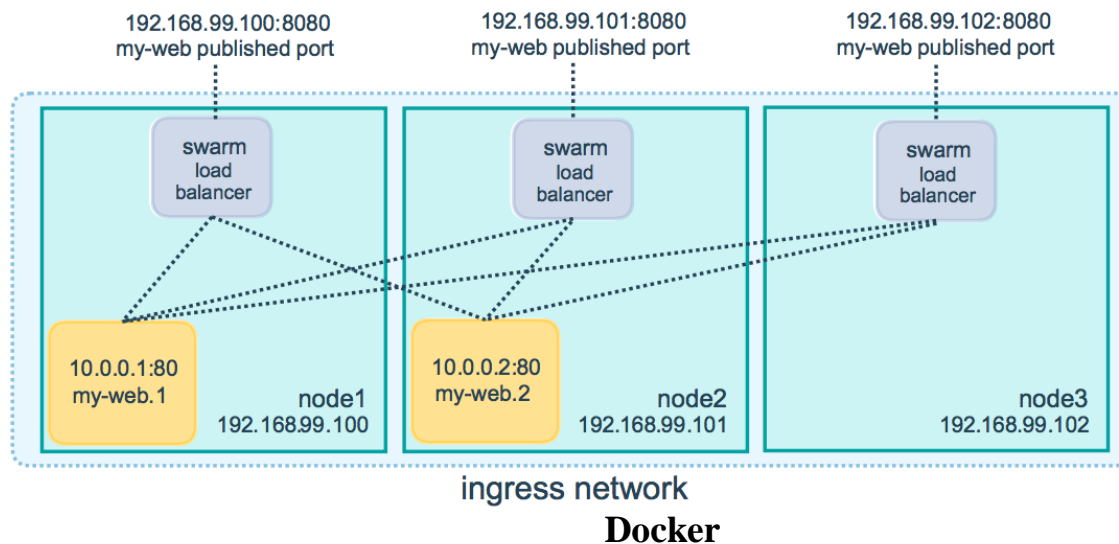 192.168.99.100:8080
my-web published port
192.168.99.101:8080
my-web published port
192.168.99.102:8080
my-web published port
swarm
load
balancer
swarm
load
balancer
swarm
load
balancer
10.0.0.1:80
my-web.1
node1
192.168.99.100
10.0.0.2:80
my-web.2
node2
192.168.99.101
node3
192.168.99.102
ingress network
Docker